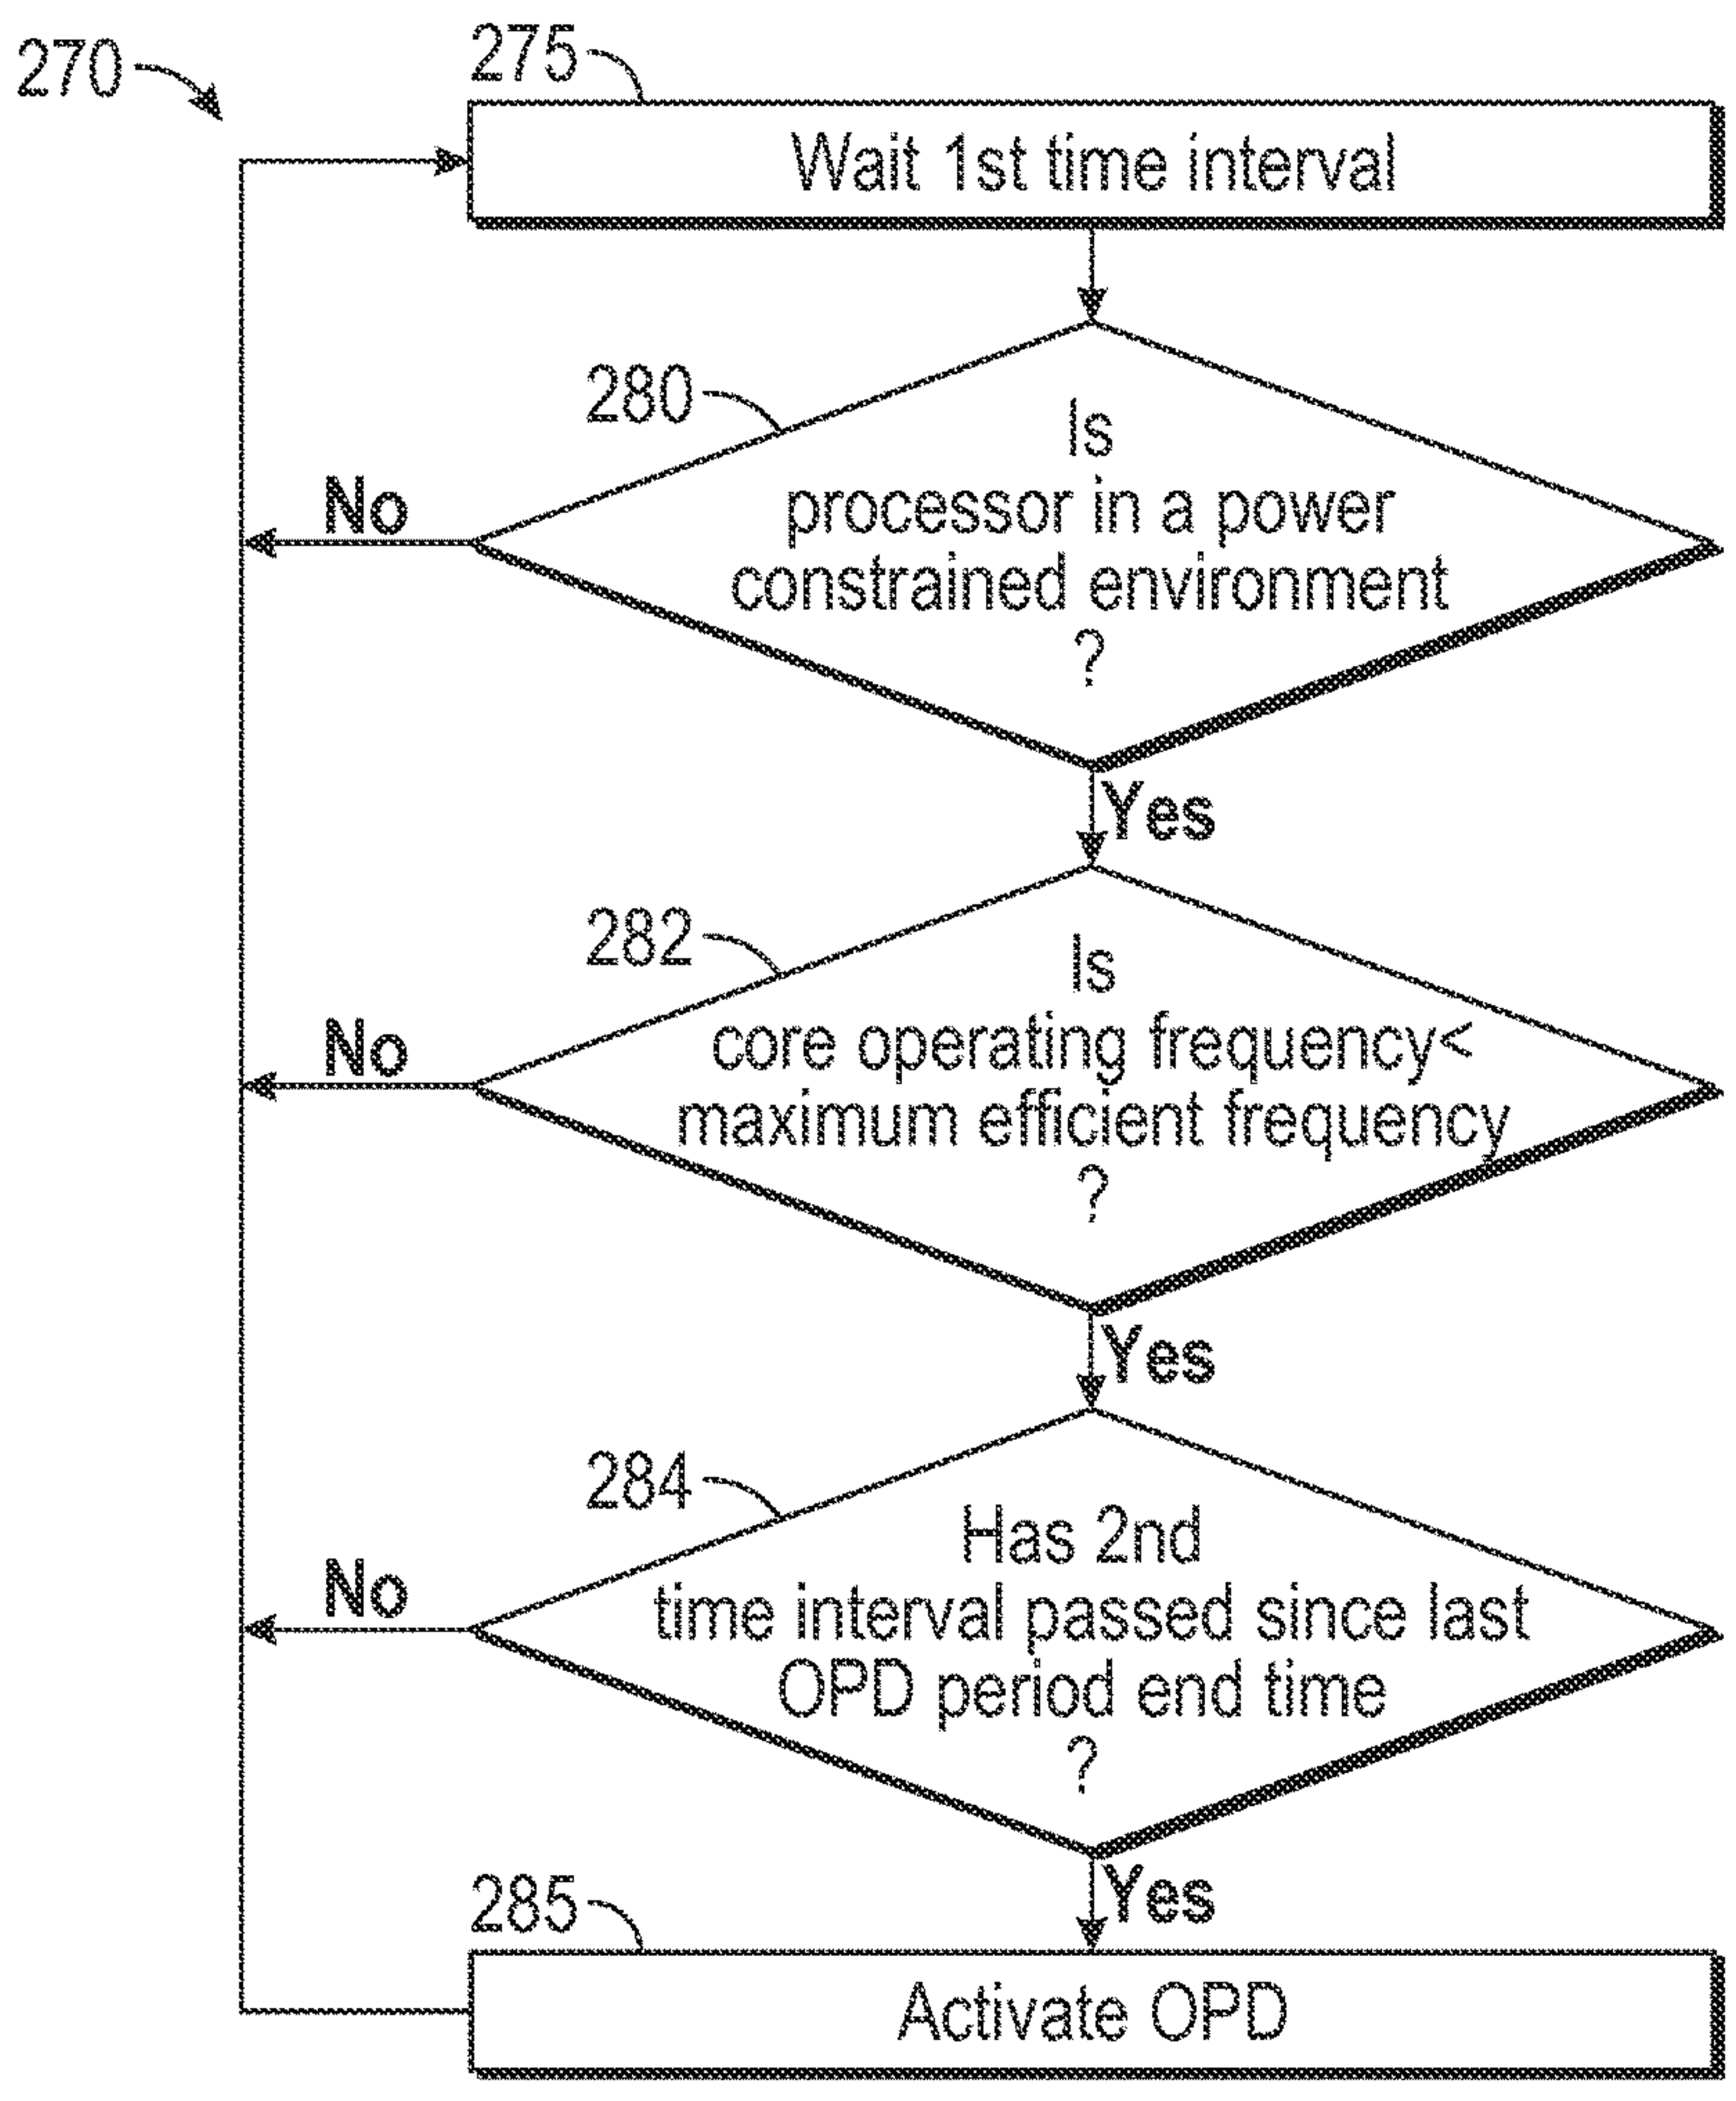 270
275
Wait 1st time interval
280
Is
processor in a power
constrained environment
?
No
Yes
282
Is
core operating frequency<
maximum efficient frequency
?
No
Yes
284
Has 2nd
time interval passed since last
OPD period end time
?
No
Yes
285
Activate OPD